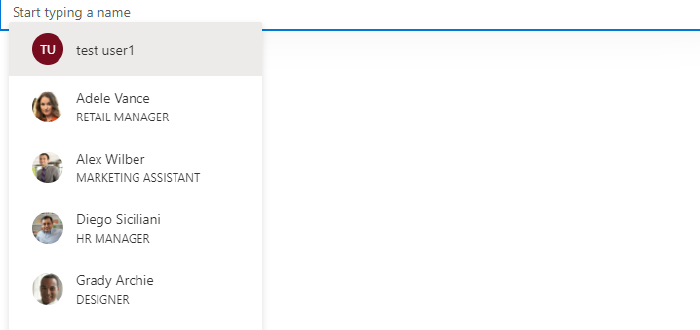 Start typing a name
TU
test user1
Adele Vance
RETAIL MANAGER
Alex Wilber
MARKETING ASSISTANT
Diego Siciliani
HR MANAGER
Grady Archie
DESIGNER